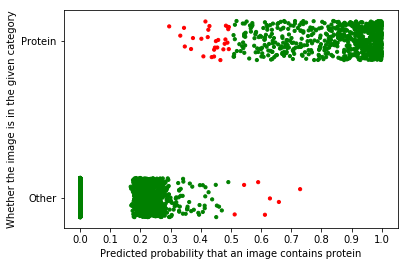 Whether the image is in the given category
Protein
Other
0.0 0.1 0.2 0.3 0.4 0.5 0.6 0.7 0.8 0.9 1.0
Predicted probability that an image contains protein